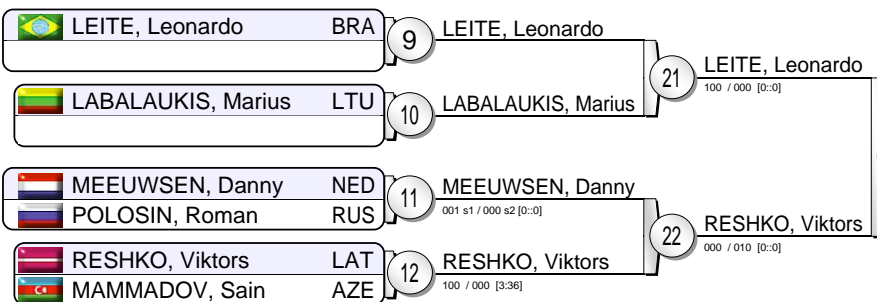 LEITE, Leonardo BRA
9
LEITE, Leonardo
LABALAUKIS, Marius LTU
10
LABALAUKIS, Marius
21
LEITE, Leonardo
100 / 000 [0::0]
MEEUWSEN, Danny NED
POLOSIN, Roman RUS
11
MEEUWSEN, Danny
001 s1 / 000 s2 [0::0]
RESHKO, Viktors LAT
MAMMADOV, Sain AZE
12
RESHKO, Viktors
100 / 000 [3:36]
22
RESHKO, Viktors
000 / 010 [0::0]